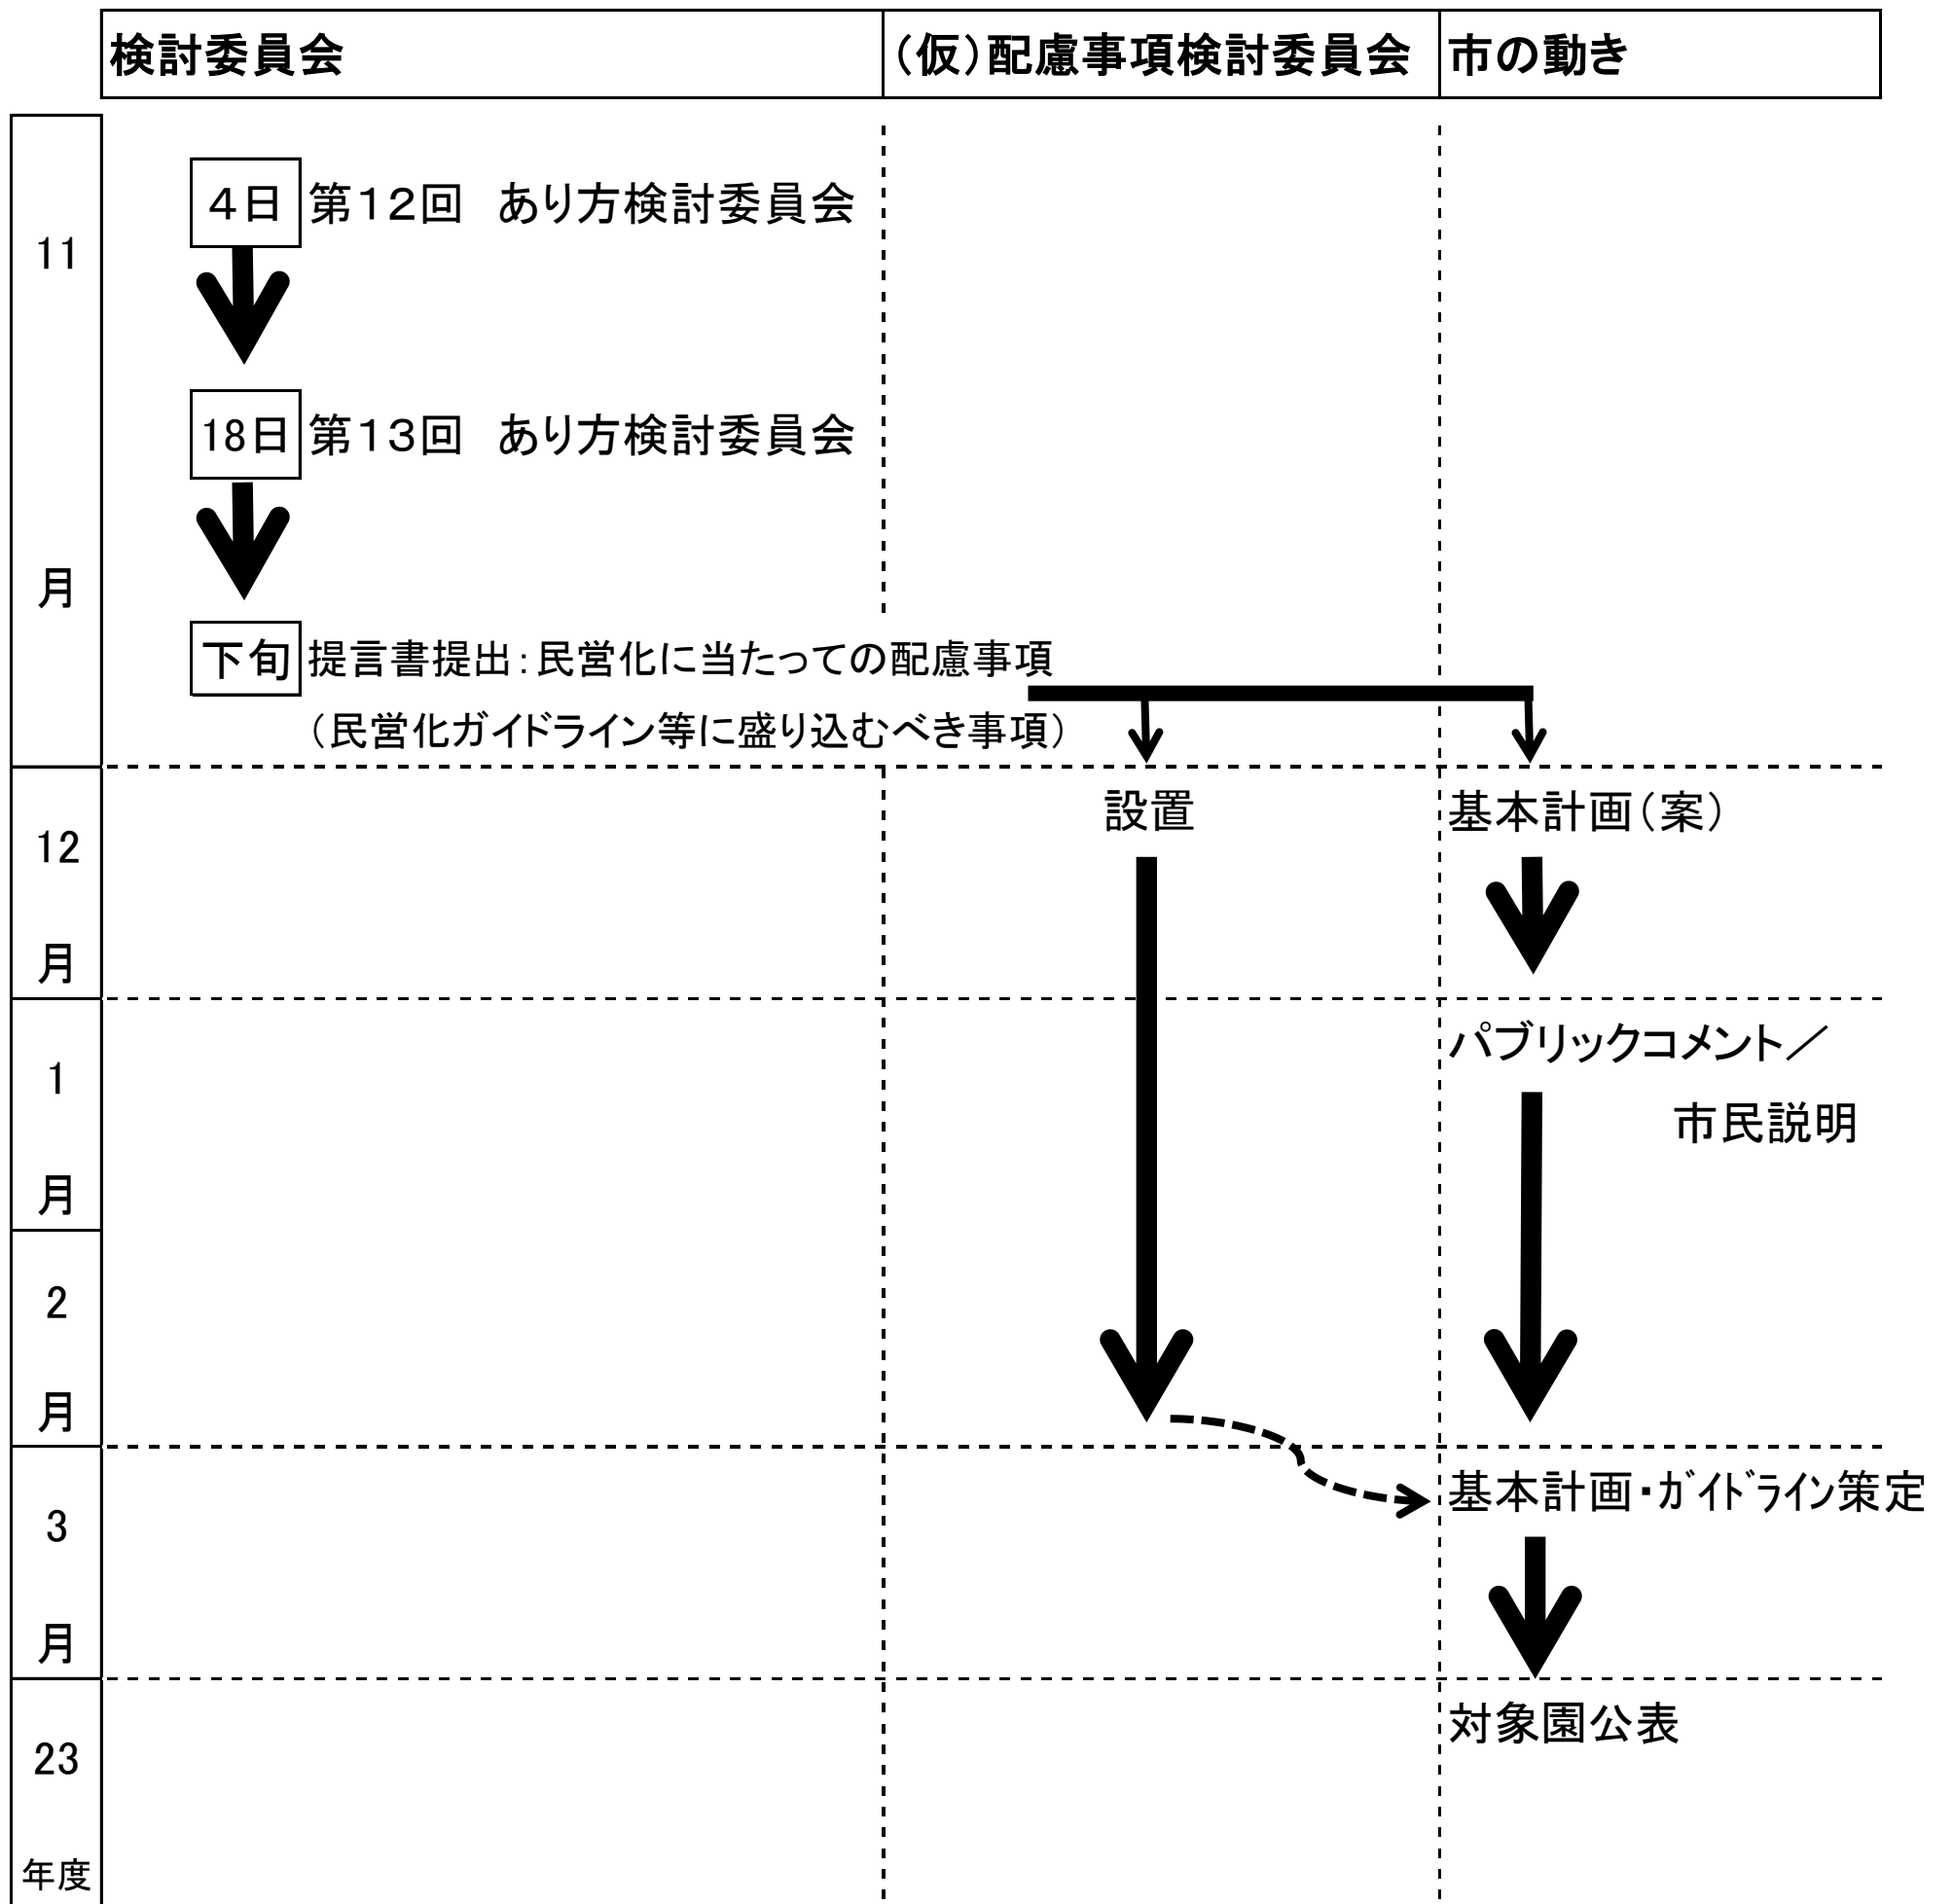 検討委員会 （仮）配慮事項検討委員会 市の動き
11
月
４日 第１２回　あり方検討委員会
18日 第１３回　あり方検討委員会
下旬 提言書提出：民営化に当たっての配慮事項
（民営化ガイドライン等に盛り込むべき事項）
12
月
設置 基本計画（案）
1
月
パブリックコメント／
市民説明
2
月
3
月
基本計画・ｶﾞｲﾄﾞﾗｲﾝ策定
23
年度
対象園公表